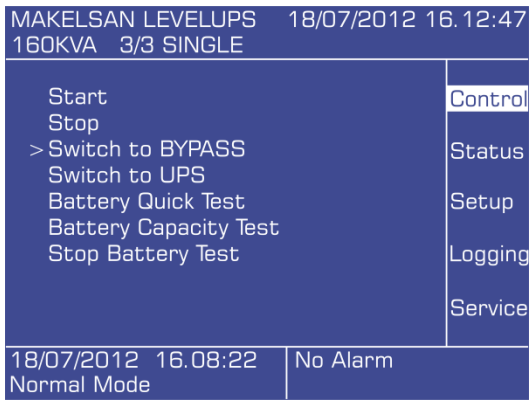 MAKELSAN LEVELUPS 18/07/2012 16.12:47
160KVA 3/3 SINGLE
Start
Stop
>Switch to BYPASS
Switch to UPS
Battery Quick Test
Battery Capacity Test
Stop Battery Test
Control
Status
Setup
Logging
Service
18/07/2012 16.08:22
Normal Mode
No Alarm